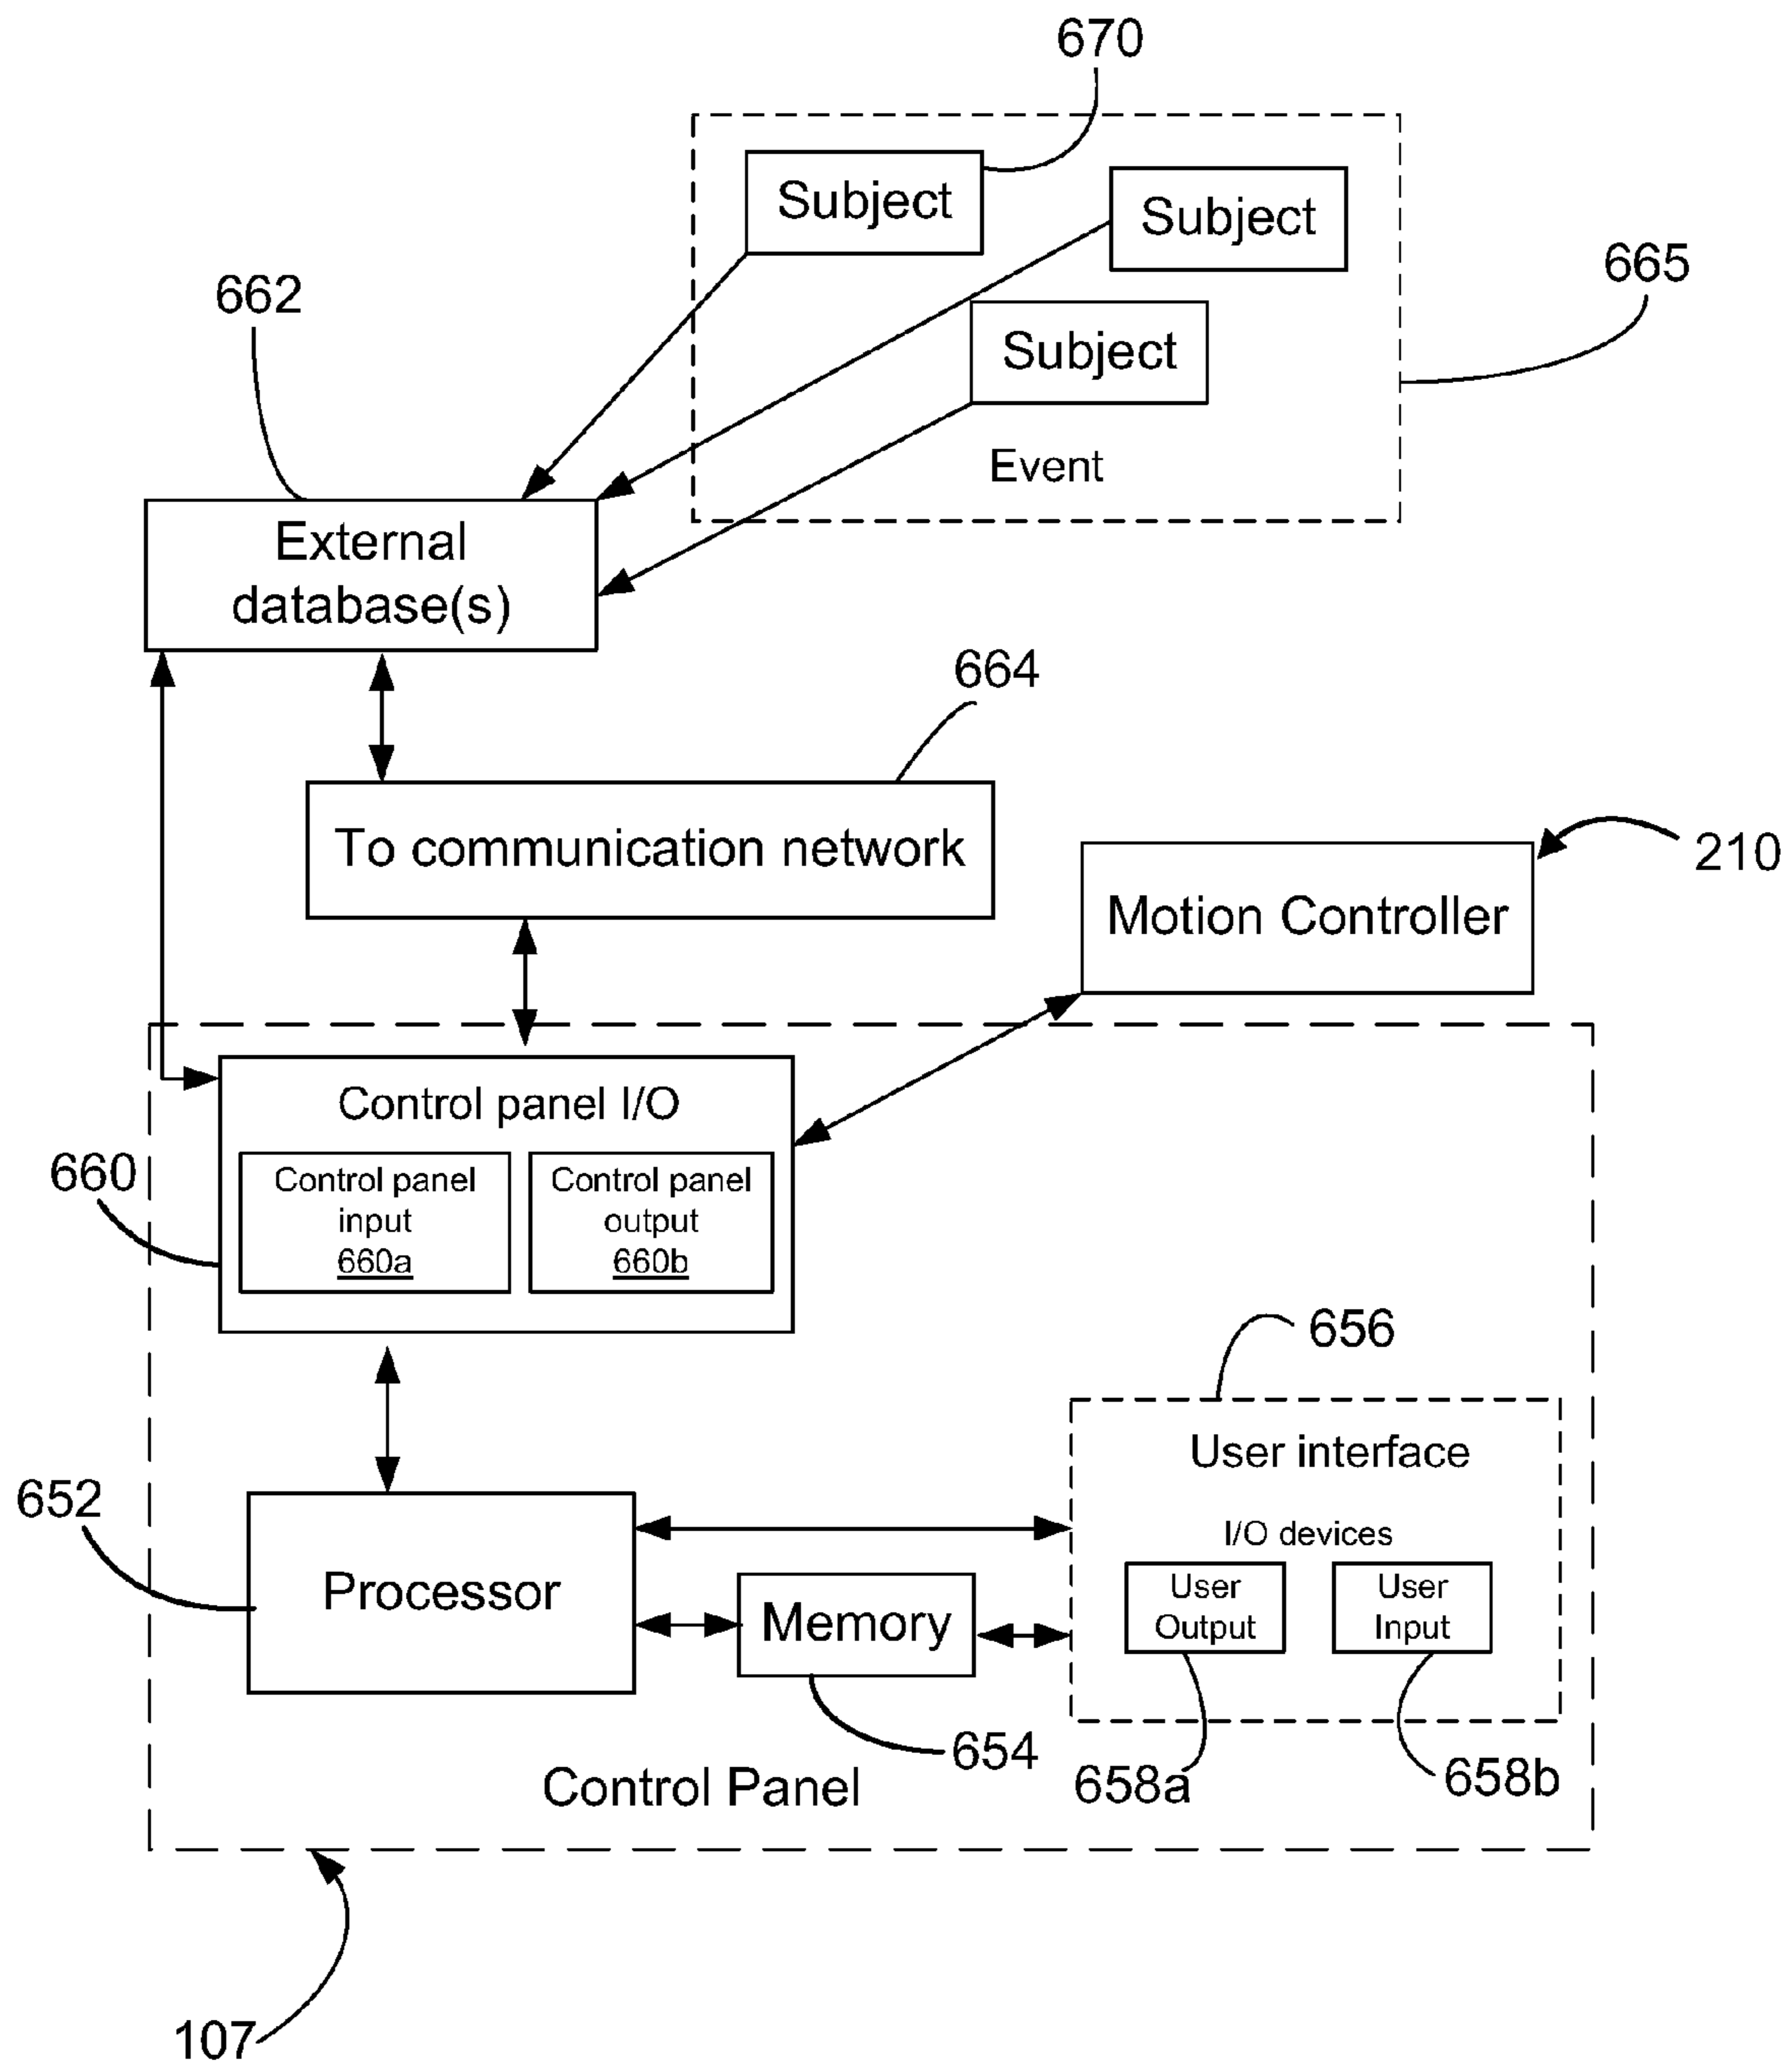 670
Subject
Subject
665
662
Subject
Event
External
database(s)
664
To communication network
210
Motion Controller
Control panel I/O
660
Control panel
input
660a
Control panel
output
660b
656
User interface
652
I/O devices
Processor
User
Output
User
Input
Memory
654
658a
658b
Control Panel
107